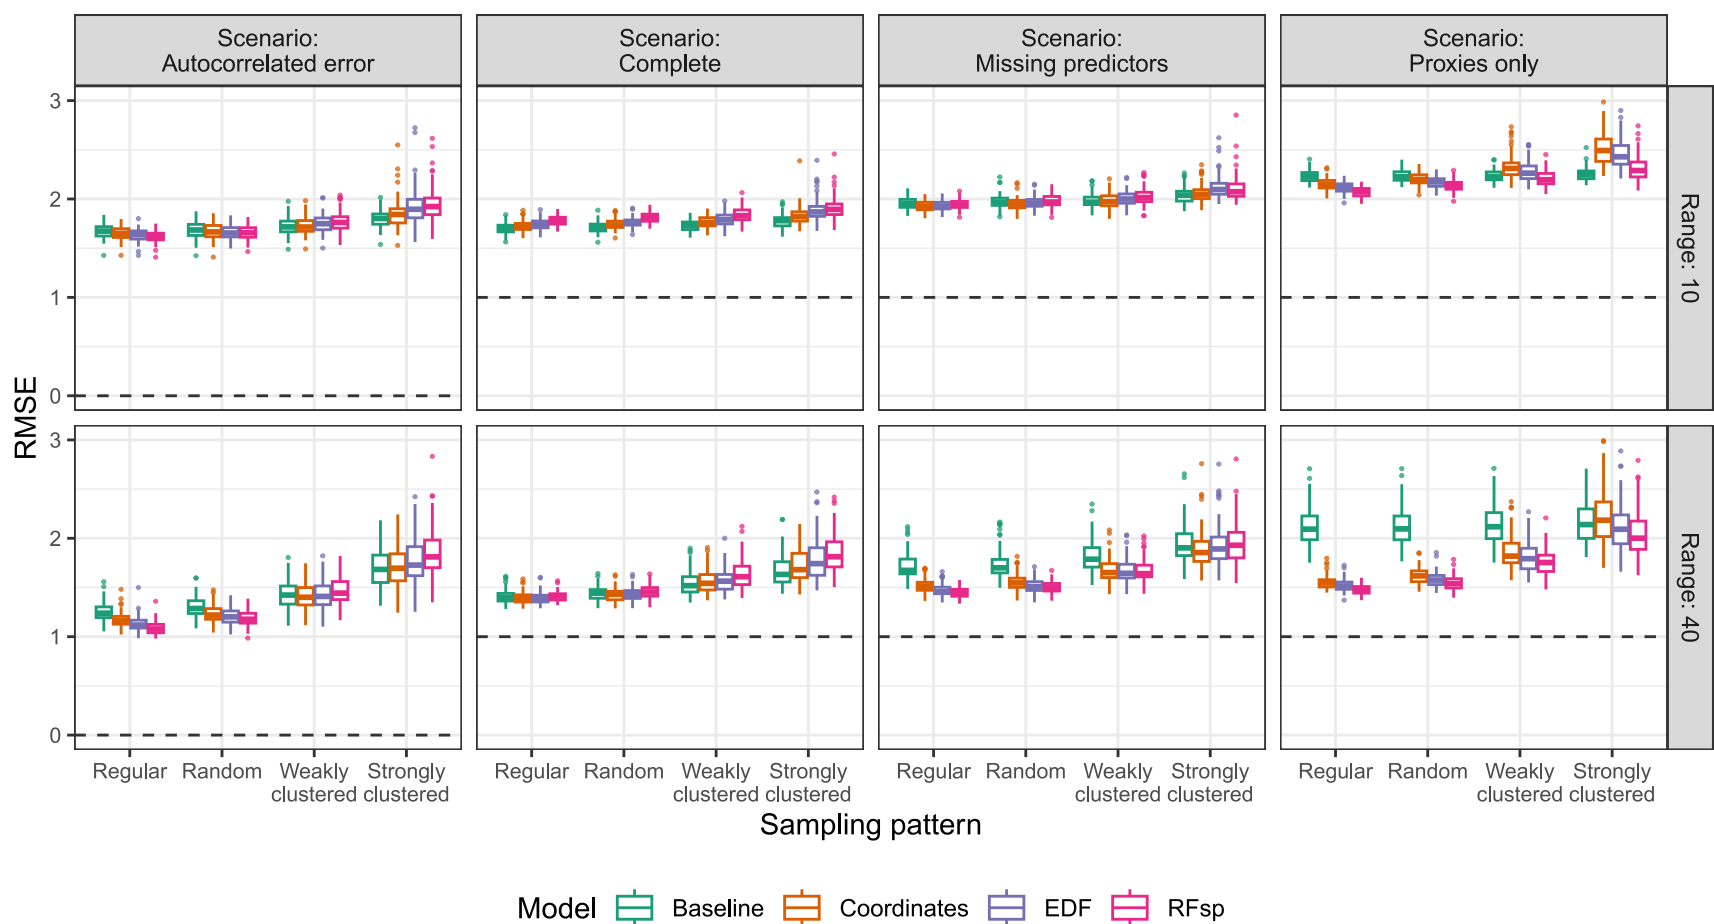 Scenario:
Autocorrelated error
Scenario:
Complete
Scenario:
Missing predictors
Scenario:
Proxies only
3
2
1
0
Range: 10
RMSE
3
2
1
0
Range: 40
Regular
Random
Weakly
clustered
Strongly
clustered
Regular
Random
Weakly
clustered
Strongly
clustered
Regular
Random
Weakly
clustered
Strongly
clustered
Regular
Random
Weakly
clustered
Strongly
clustered
Sampling pattern
Model Baseline Coordinates EDF RFsp